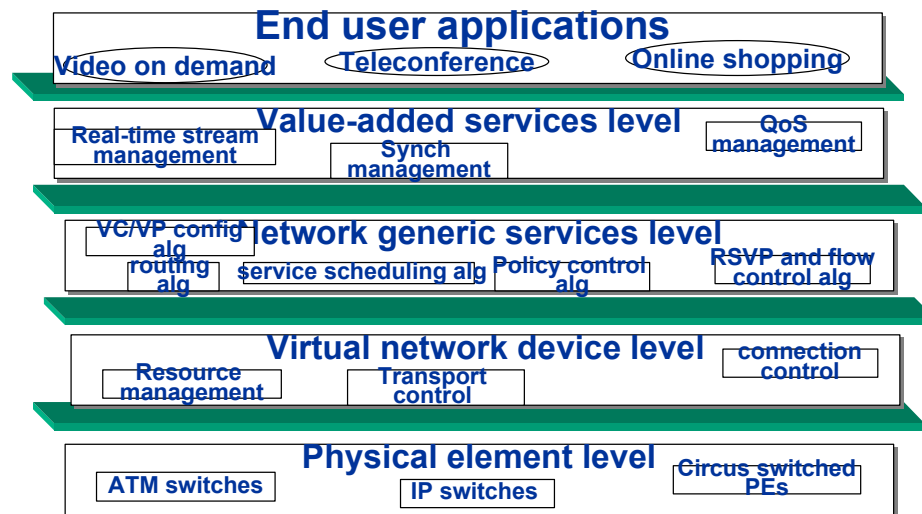 End user applications
Video on demand
Teleconference
Online shopping
Value-added services level
Real-time stream
management
Synch
management
QoS
management
Network generic services level
VC/VP config
alg
routing
alg
service scheduling alg
Policy control
alg
RSVP and flow
control alg
Virtual network device level
Resource
management
Transport
control
connection
control
Physical element level
ATM switches
IP switches
Circus switched
PEs